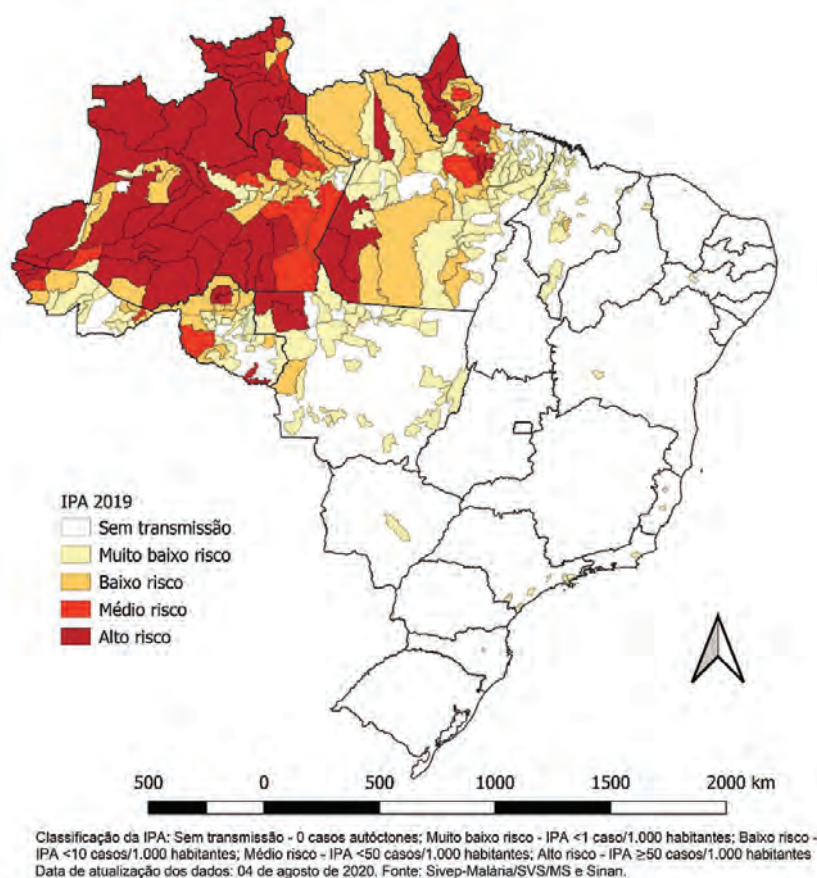 IPA 2019
Sem transmissão
Muito baixo risco
Baixo risco
Médio risco
Alto risco
500 0 500 1000 1500 2000 km
Classificação da IPA: Sem transmissão - 0 casos autóctones; Muito baixo risco - IPA <1 caso/1.000 habitantes; Baixo risco -
IPA <10 casos/1.000 habitantes; Médio risco - IPA <50 casos/1.000 habitantes; Alto risco - IPA ≥50 casos/1.000 habitantes
Data de atualização dos dados: 04 de agosto de 2020. Fonte: Sivep-Malária/SVS/MS e Sinan.